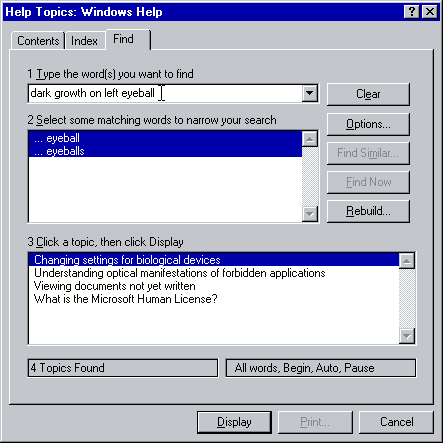 Help Topics: Windows Help
Contents Index Find
1 Type the word(s) you want to find
dark growth on left eyeball
Clear
2 Select some matching words to narrow your search
Options...
... eyeball
... eyeballs
Find Similar...
Find Now
Rebuild...
3 Click a topic, then click Display
Changing settings for biological devices
Understanding optical manifestations of forbidden applications
Viewing documents not yet written
What is the Microsoft Human License?
4 Topics Found
All words, Begin, Auto, Pause
Display Print... Cancel